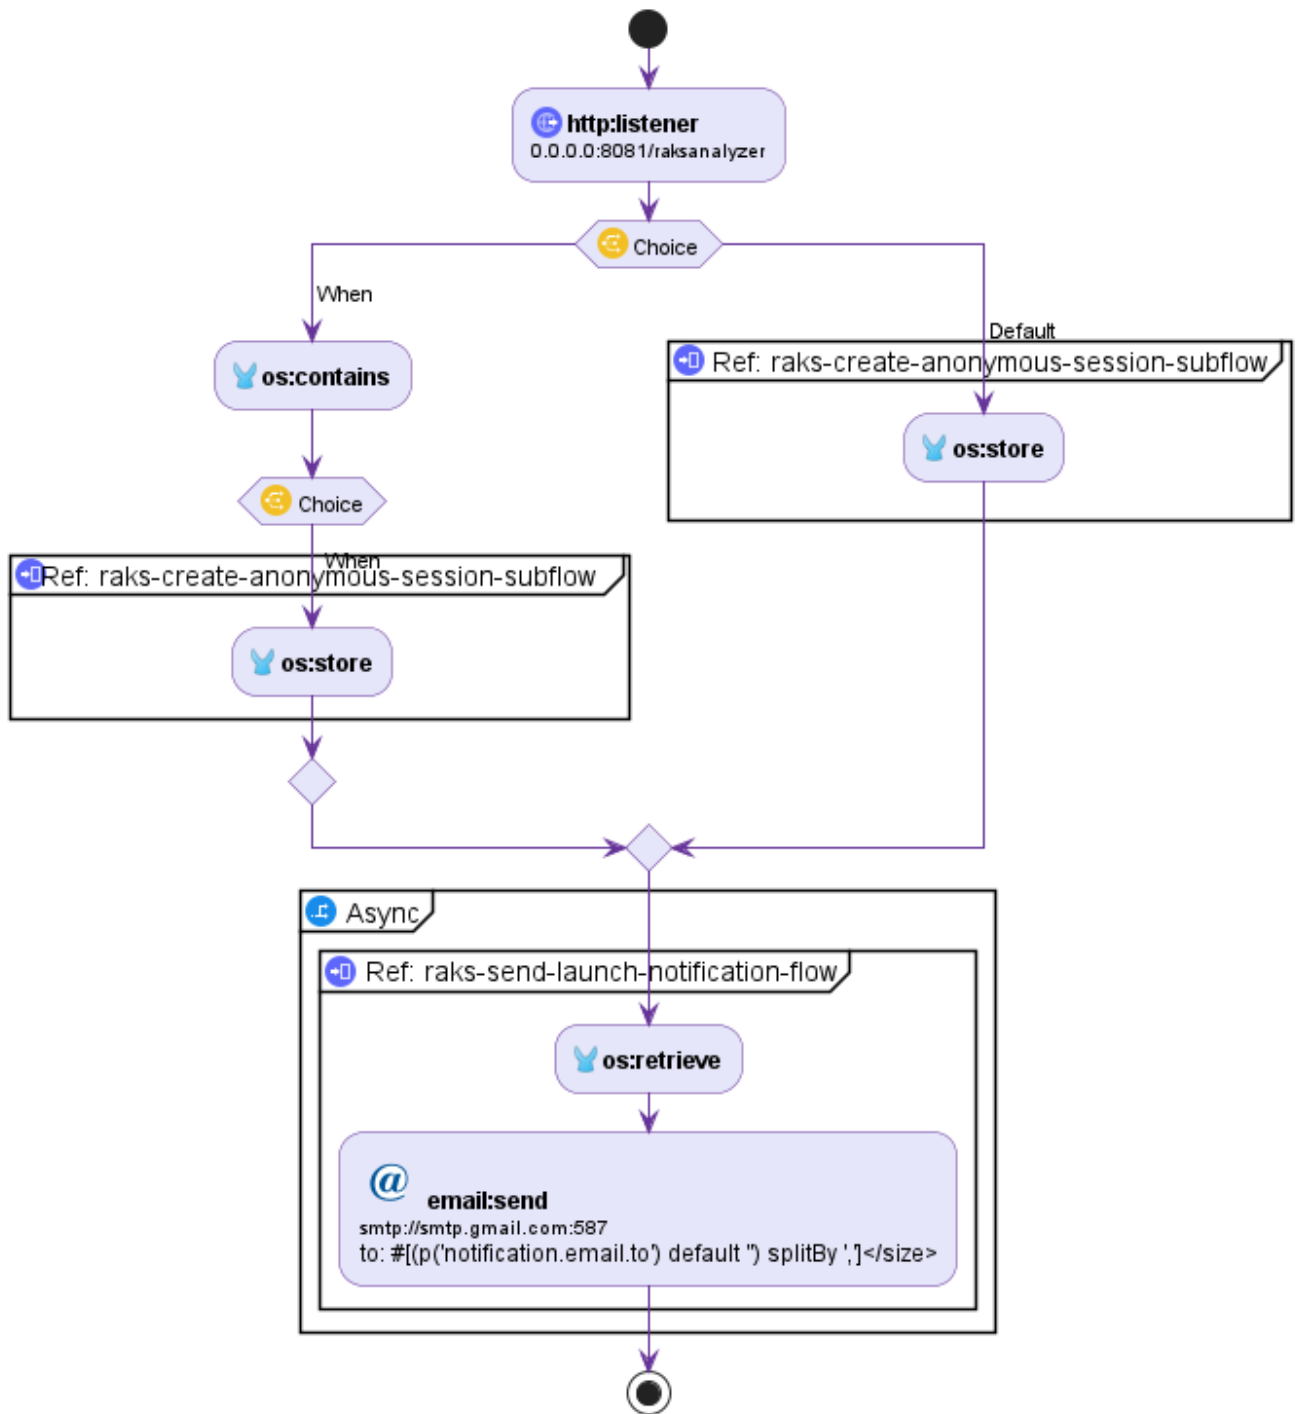 http:listener
0.0.0.0:8081/raksanalyzer
Choice
When
Default
Ref: raks-create-anonymous-session-subflow
os:contains
os:store
Choice
When
Ref: raks-create-anonymous-session-subflow
os:store
Async
Ref: raks-send-launch-notification-flow
os:retrieve
@
email:send
smtp://smtp.gmail.com:587
to: #[(p('notification.email.to') default '') splitBy ',']</size>